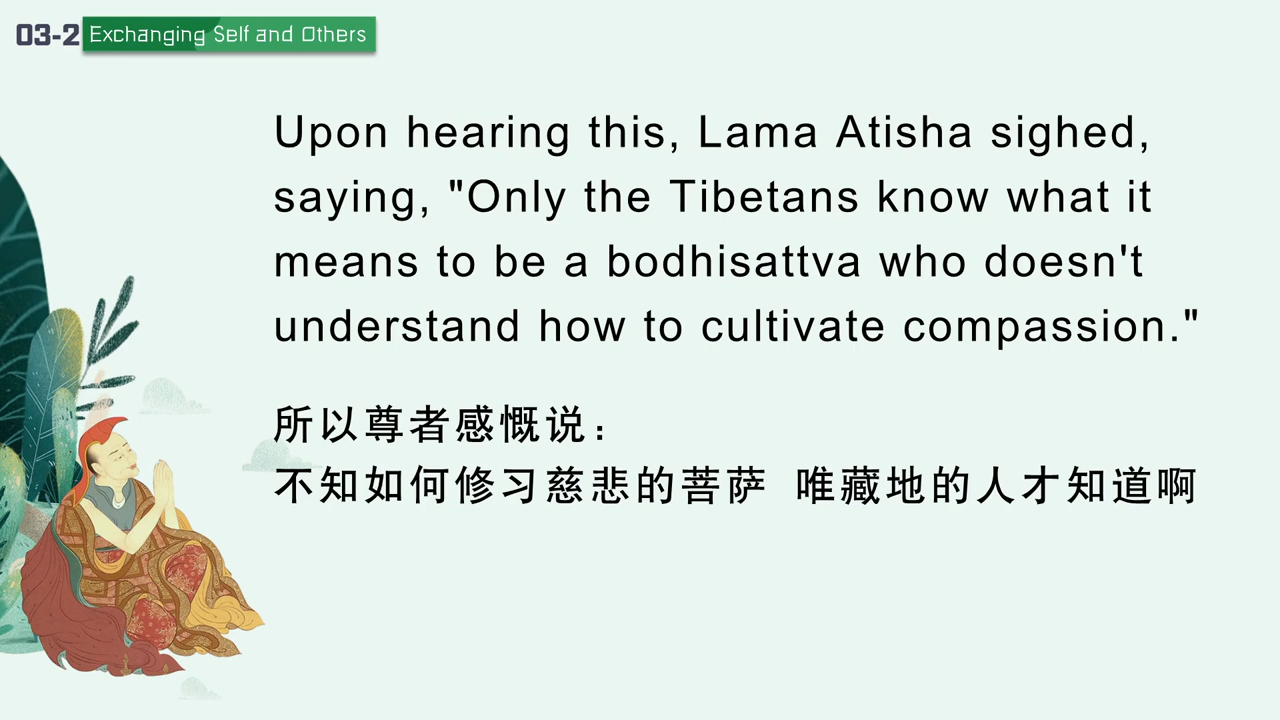 03-2 Exchanging Self and Others
Upon hearing this, Lama Atisha sighed,
saying, "Only the Tibetans know what it
means to be a bodhisattva who doesn't
understand how to cultivate compassion."
所以尊者感慨说：
不知如何修习慈悲的菩萨 唯藏地的人才知道啊